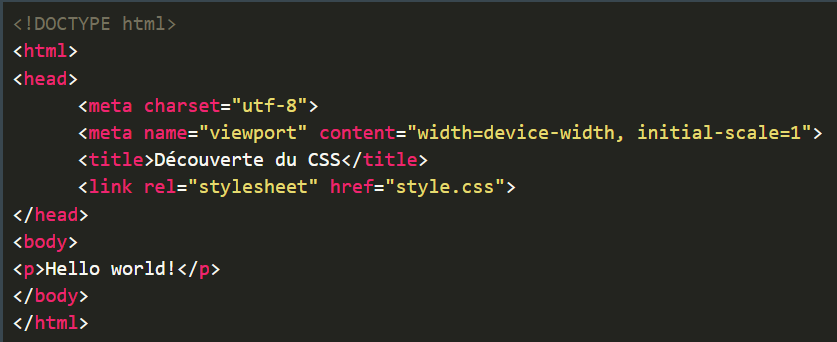 <!DOCTYPE html>
<html>
<head>
<meta charset="utf-8">
<meta name="viewport" content="width=device-width, initial-scale=1">
<title>Découverte du CSS</title>
<link rel="stylesheet" href="style.css">
</head>
<body>
<p>Hello world!</p>
</body>
</html>